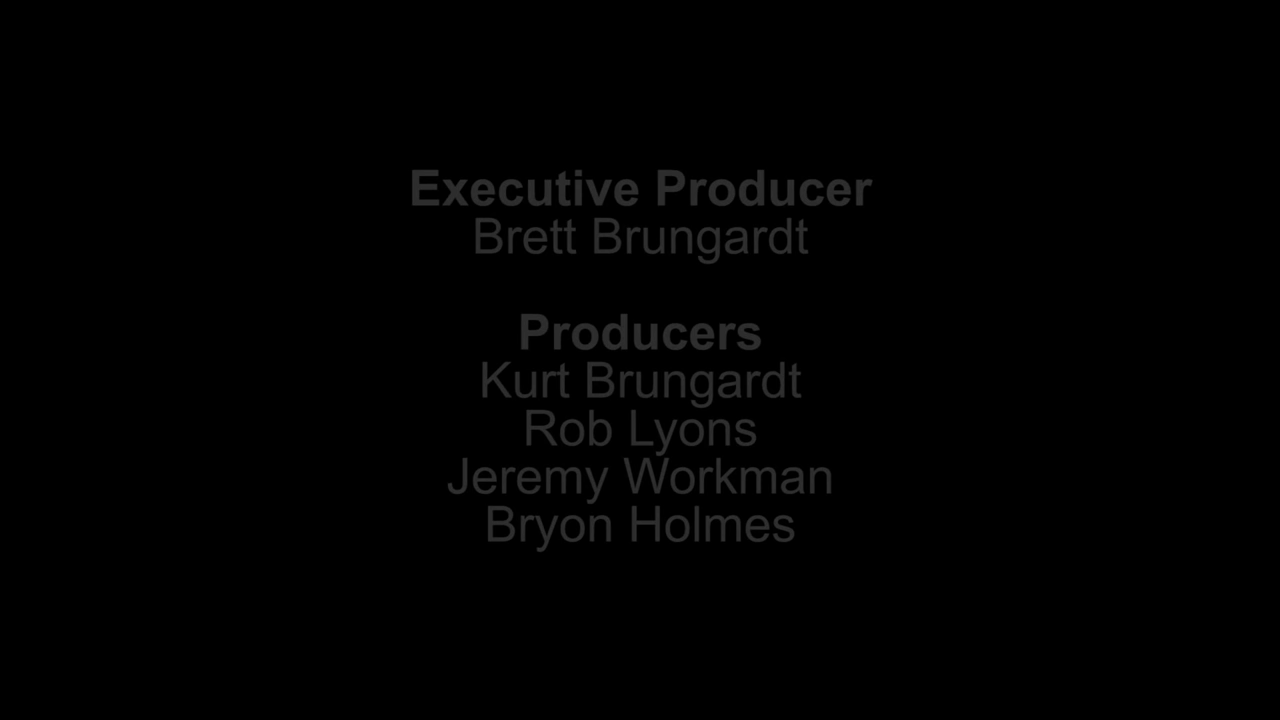 Executive Producer
Brett Brungardt
Producers
Kurt Brungardt
Rob Lyons
Jeremy Workman
Bryon Holmes